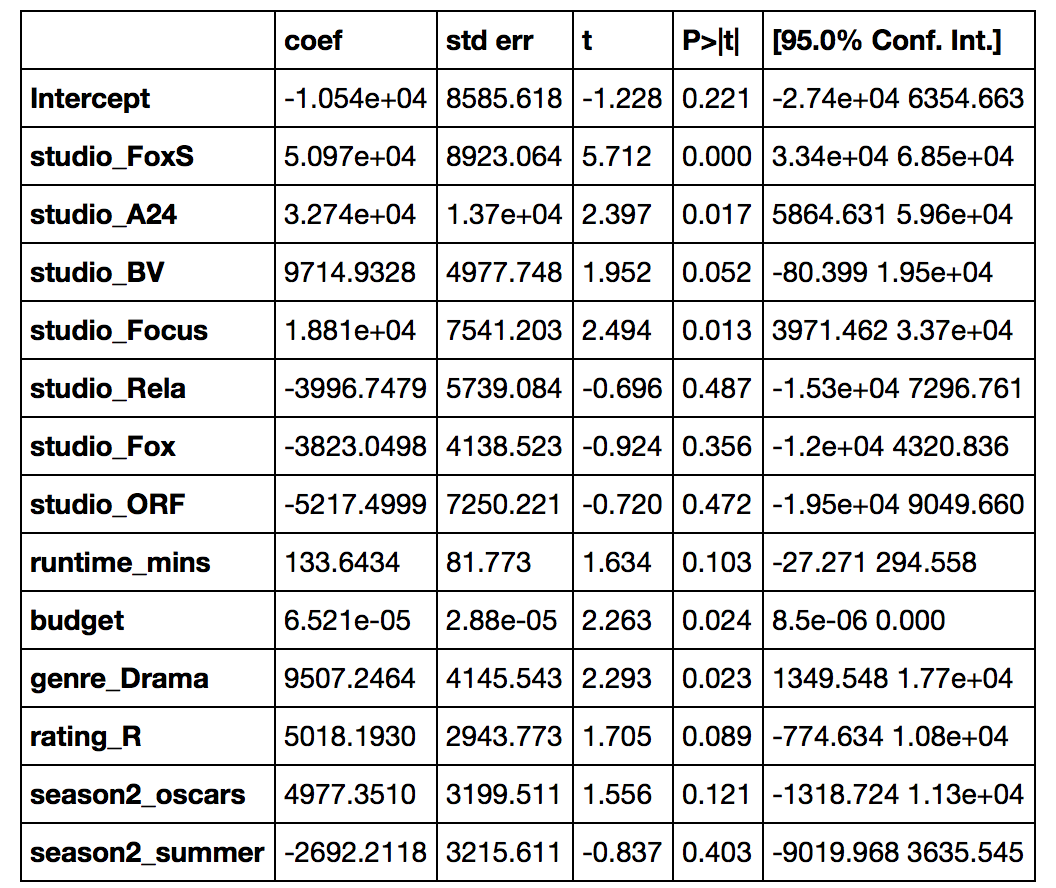 coef std err t P>|t| [95.0% Conf. Int.]
Intercept -1.054e+04 8585.618 -1.228 0.221 -2.74e+04 6354.663
studio_FoxS 5.097e+04 8923.064 5.712 0.000 3.34e+04 6.85e+04
studio_A24 3.274e+04 1.37e+04 2.397 0.017 5864.631 5.96e+04
studio_BV 9714.9328 4977.748 1.952 0.052 -80.399 1.95e+04
studio_Focus 1.881e+04 7541.203 2.494 0.013 3971.462 3.37e+04
studio_Rela -3996.7479 5739.084 -0.696 0.487 -1.53e+04 7296.761
studio_Fox -3823.0498 4138.523 -0.924 0.356 -1.2e+04 4320.836
studio_ORF -5217.4999 7250.221 -0.720 0.472 -1.95e+04 9049.660
runtime_mins 133.6434 81.773 1.634 0.103 -27.271 294.558
budget 6.521e-05 2.88e-05 2.263 0.024 8.5e-06 0.000
genre_Drama 9507.2464 4145.543 2.293 0.023 1349.548 1.77e+04
rating_R 5018.1930 2943.773 1.705 0.089 -774.634 1.08e+04
season2_oscars 4977.3510 3199.511 1.556 0.121 -1318.724 1.13e+04
season2_summer -2692.2118 3215.611 -0.837 0.403 -9019.968 3635.545